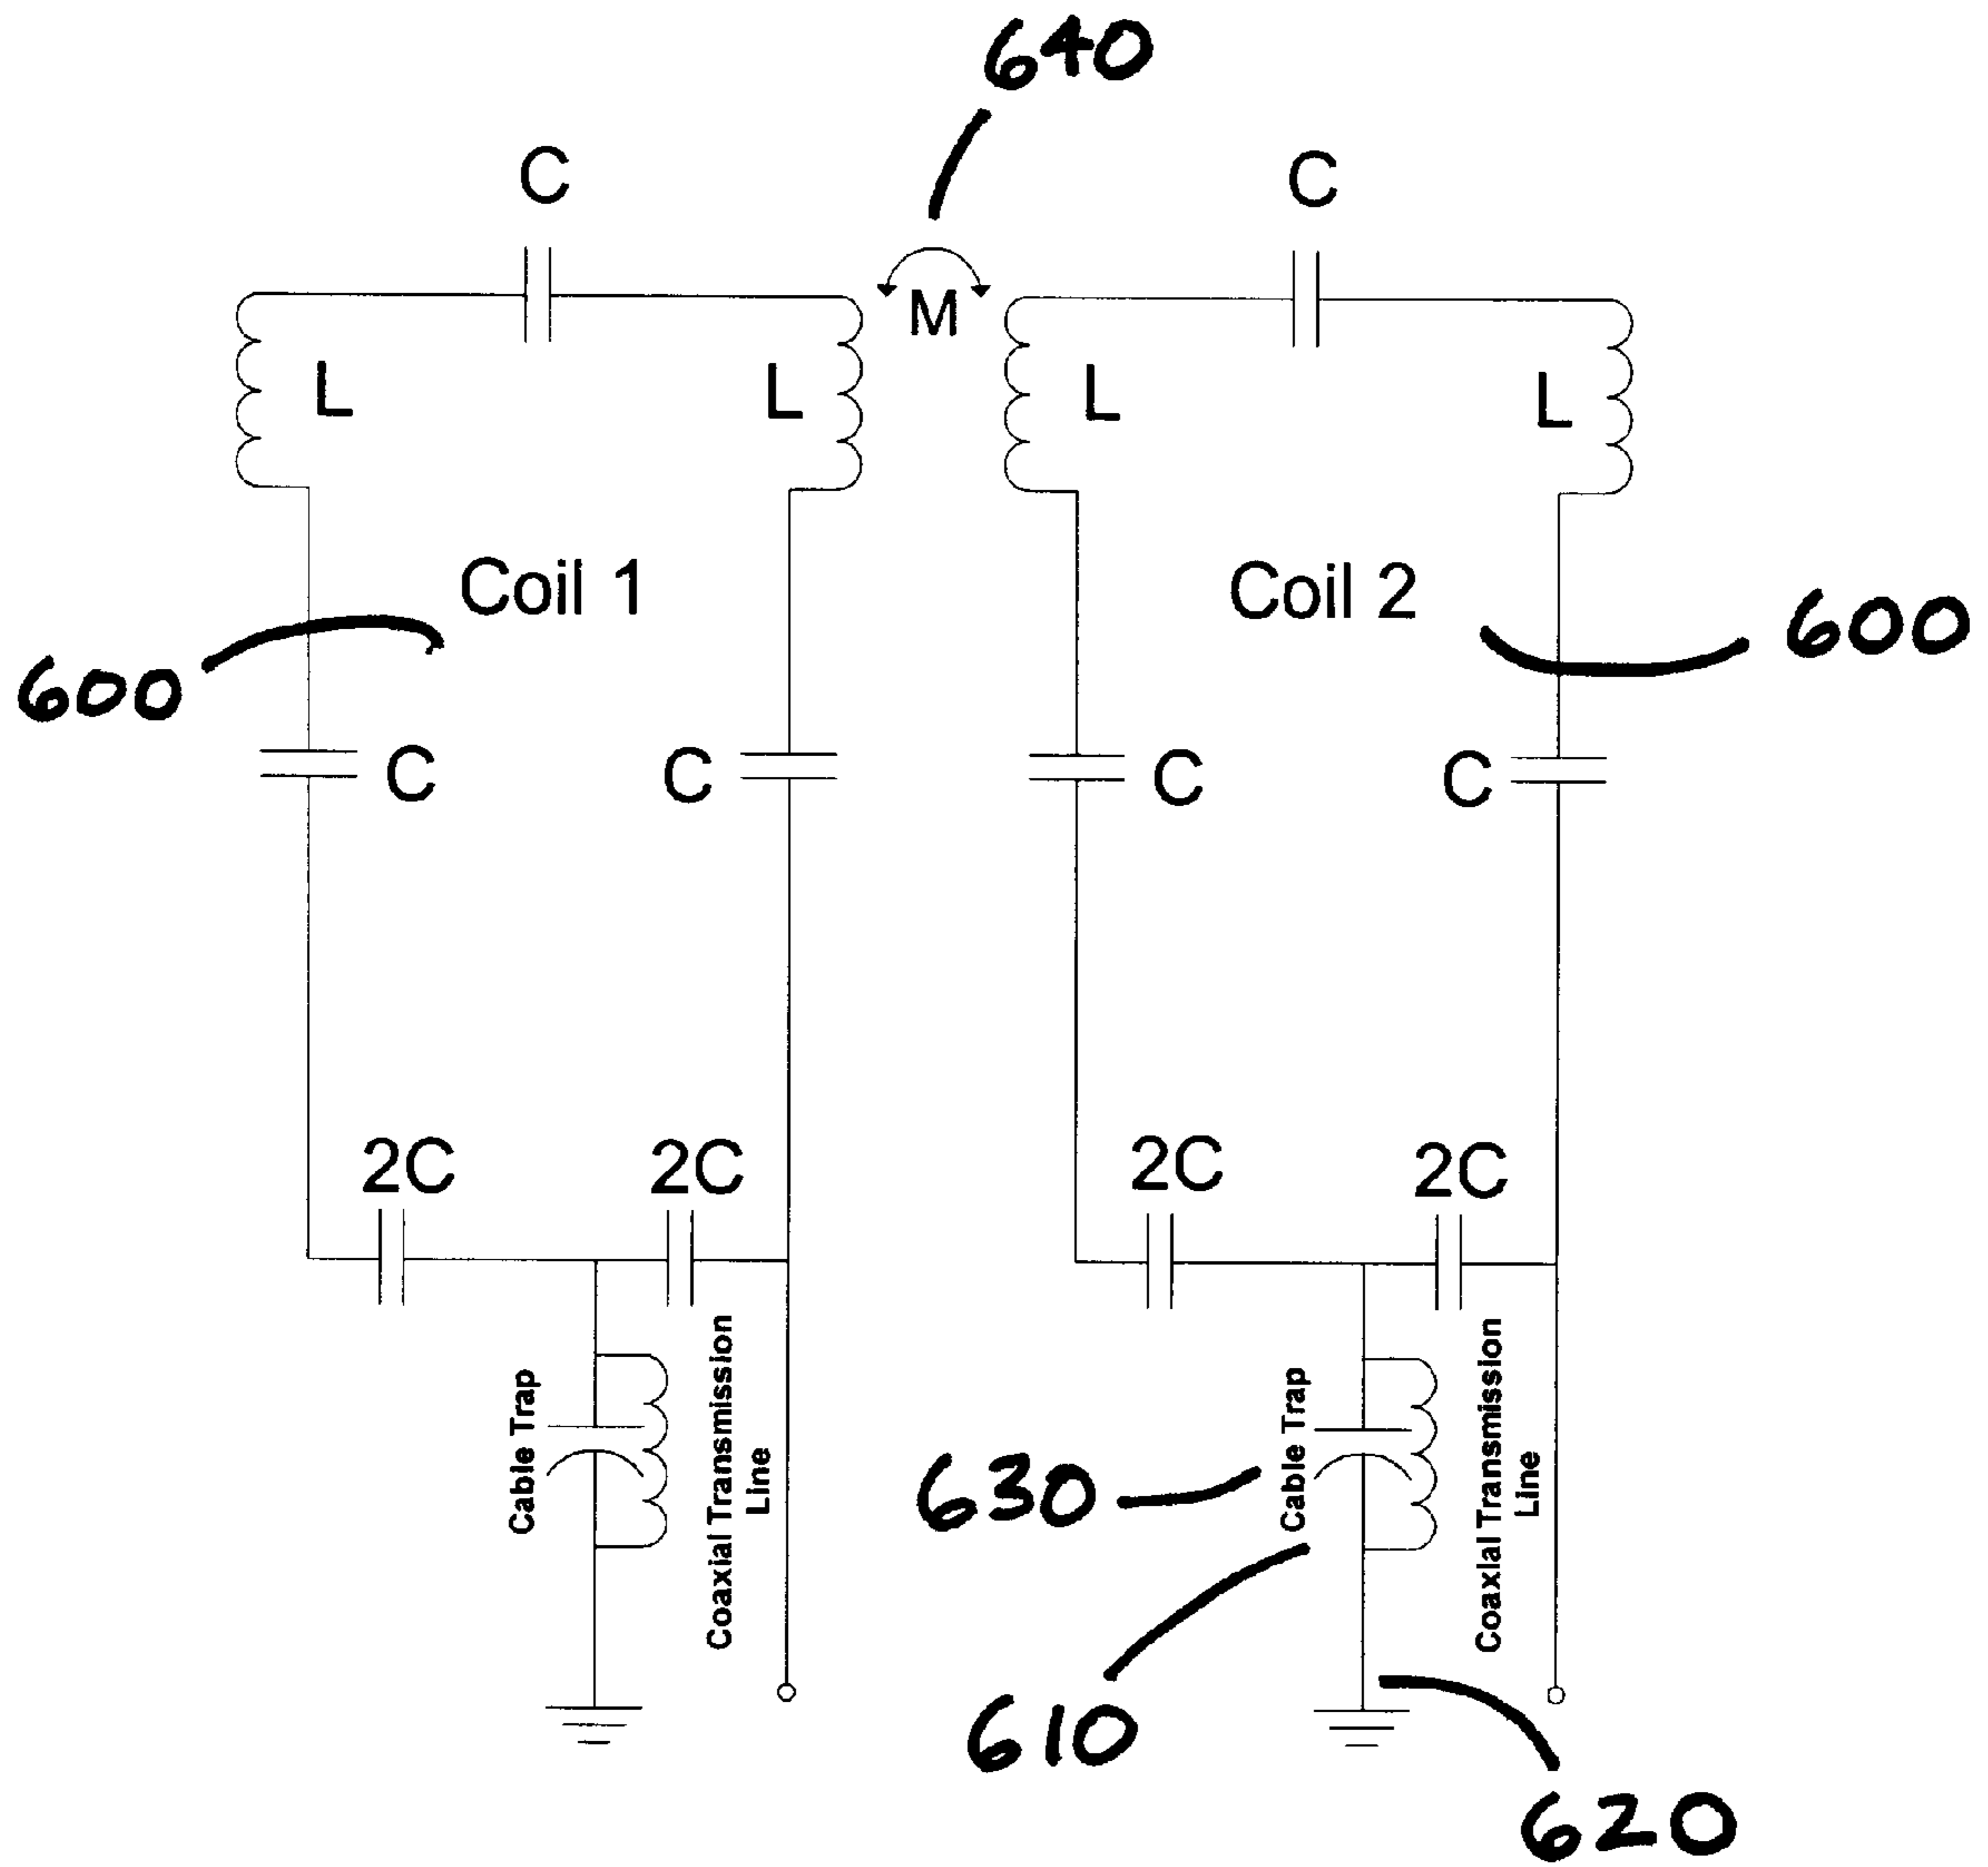 640
C
C
M
L
L
L
L
Coil 1
Coil 2
600
600
C
C
C
C
2C
2C
2C
2C
Cable Trap
Coaxial Transmission
Line
630
Cable Trap
Coaxial Transmission
Line
610
620